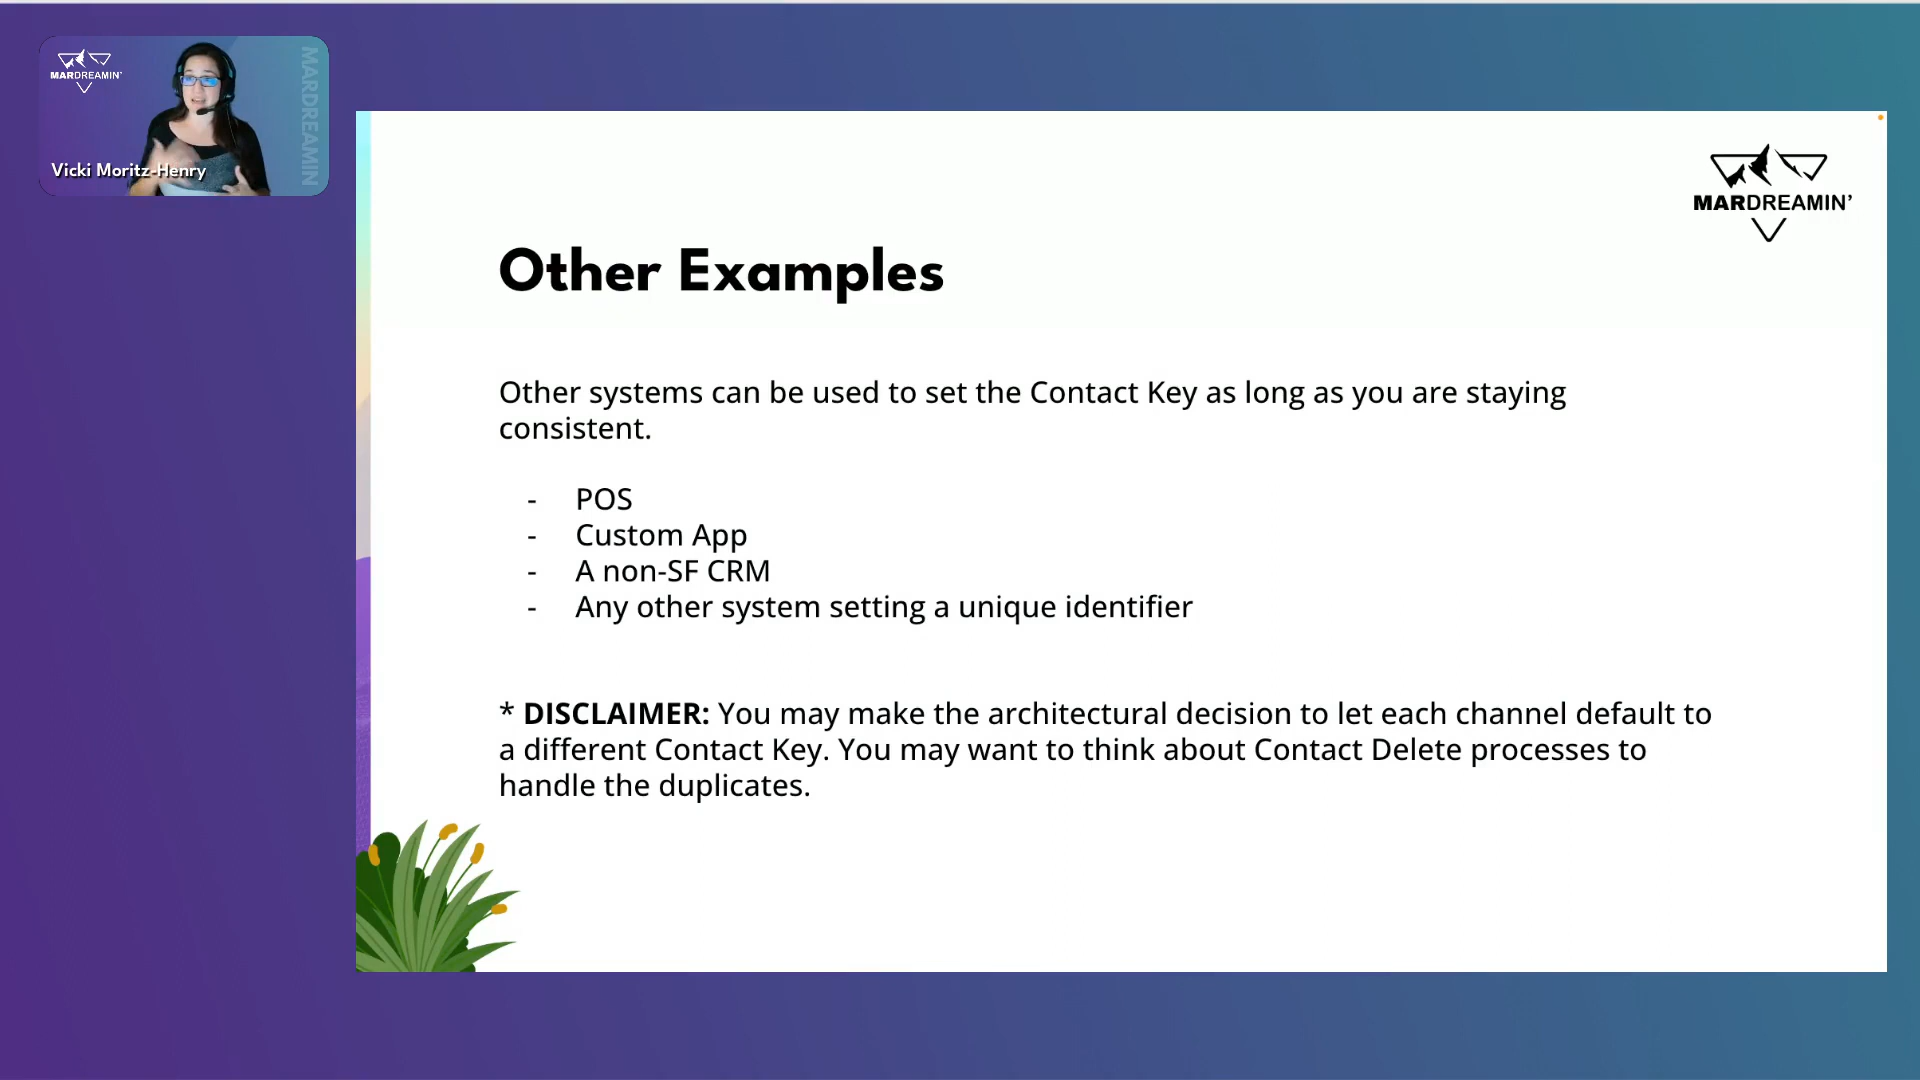 MARDREAMIN'
MARDREAMIN
Vicki Moritz-Henry
MARDREAMIN'
Other Examples
Other systems can be used to set the Contact Key as long as you are staying
consistent.
- POS
- Custom App
- A non-SF CRM
- Any other system setting a unique identifier
* DISCLAIMER: You may make the architectural decision to let each channel default to
a different Contact Key. You may want to think about Contact Delete processes to
handle the duplicates.